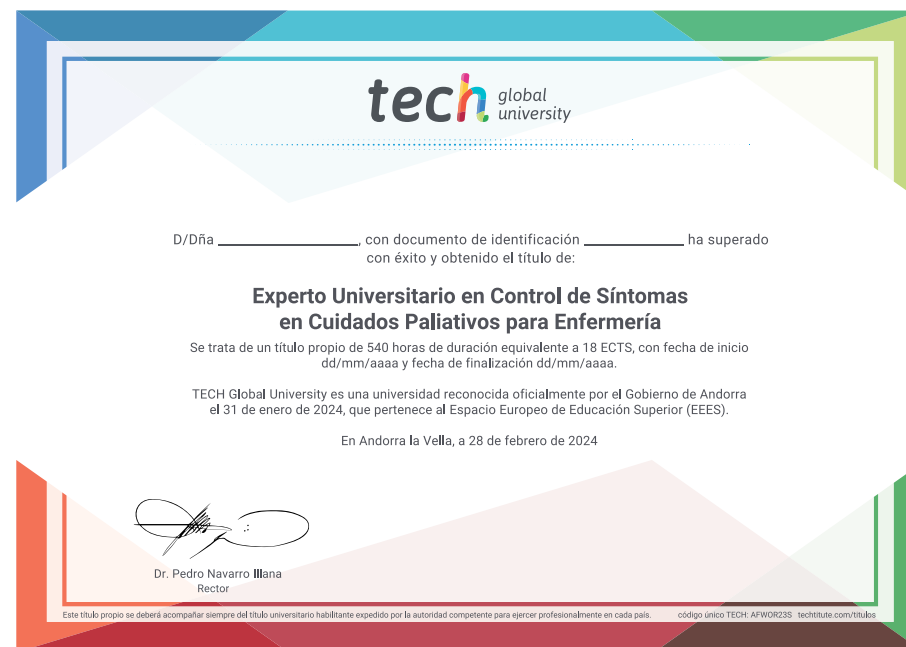 tech global university
D/Dña ____________________, con documento de identificación ______________ ha superado
con éxito y obtenido el título de:
Experto Universitario en Control de Síntomas
en Cuidados Paliativos para Enfermería
Se trata de un título propio de 540 horas de duración equivalente a 18 ECTS, con fecha de inicio
dd/mm/aaaa y fecha de finalización dd/mm/aaaa.
TECH Global University es una universidad reconocida oficialmente por el Gobierno de Andorra
el 31 de enero de 2024, que pertenece al Espacio Europeo de Educación Superior (EEES).
En Andorra la Vella, a 28 de febrero de 2024
Dr. Pedro Navarro Illana
Rector
Este título propio se deberá acompañar siempre del título universitario habilitante expedido por la autoridad competente para ejercer profesionalmente en cada país. código único TECH: AFWOR23S techtitute.com/titulos